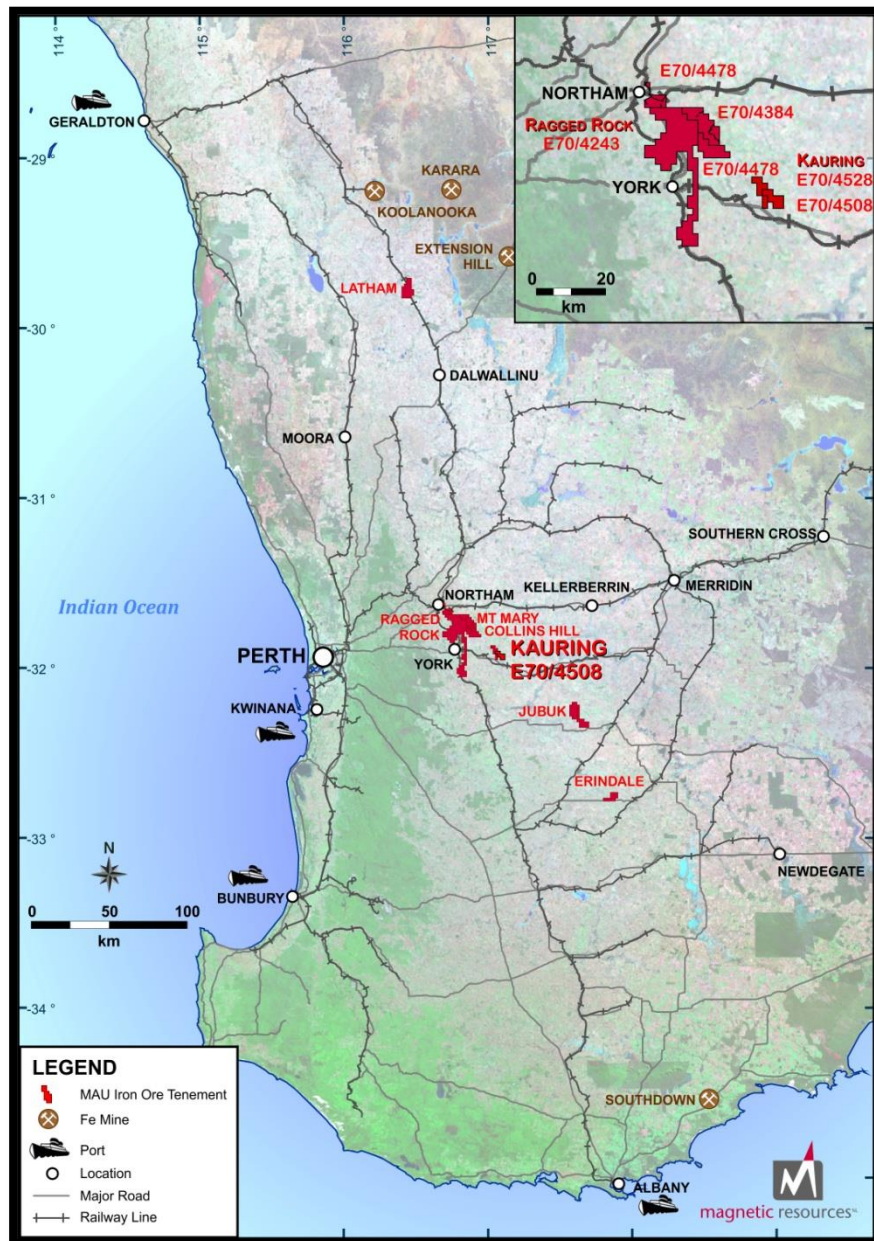 114°
115°
116°
117°
GERALDTON
-29°
KARARA
KOOLANOOKA
EXTENSION
HILL
LATHAM
-30°
DALWALLINU
MOORA
-31°
SOUTHERN CROSS
NORTHAM
KELLERBERRIN
MERRIDIN
Indian Ocean
RAGGED
ROCK
MT MARY
COLLINS HILL
PERTH
-32°
YORK
KAURING
E70/4508
KWINANA
JUBUK
ERINDALE
-33°
N
NEWDEGATE
BUNBURY
0 50 100
km
-34°
SOUTHDOWN
ALBANY
E70/4478
NORTHAM
E70/4384
RAGGED ROCK
E70/4243
E70/4478
KAURING
E70/4528
YORK
E70/4508
0 20
km
LEGEND
MAU Iron Ore Tenement
Fe Mine
Port
Location
Major Road
Railway Line
magnetic resources NL